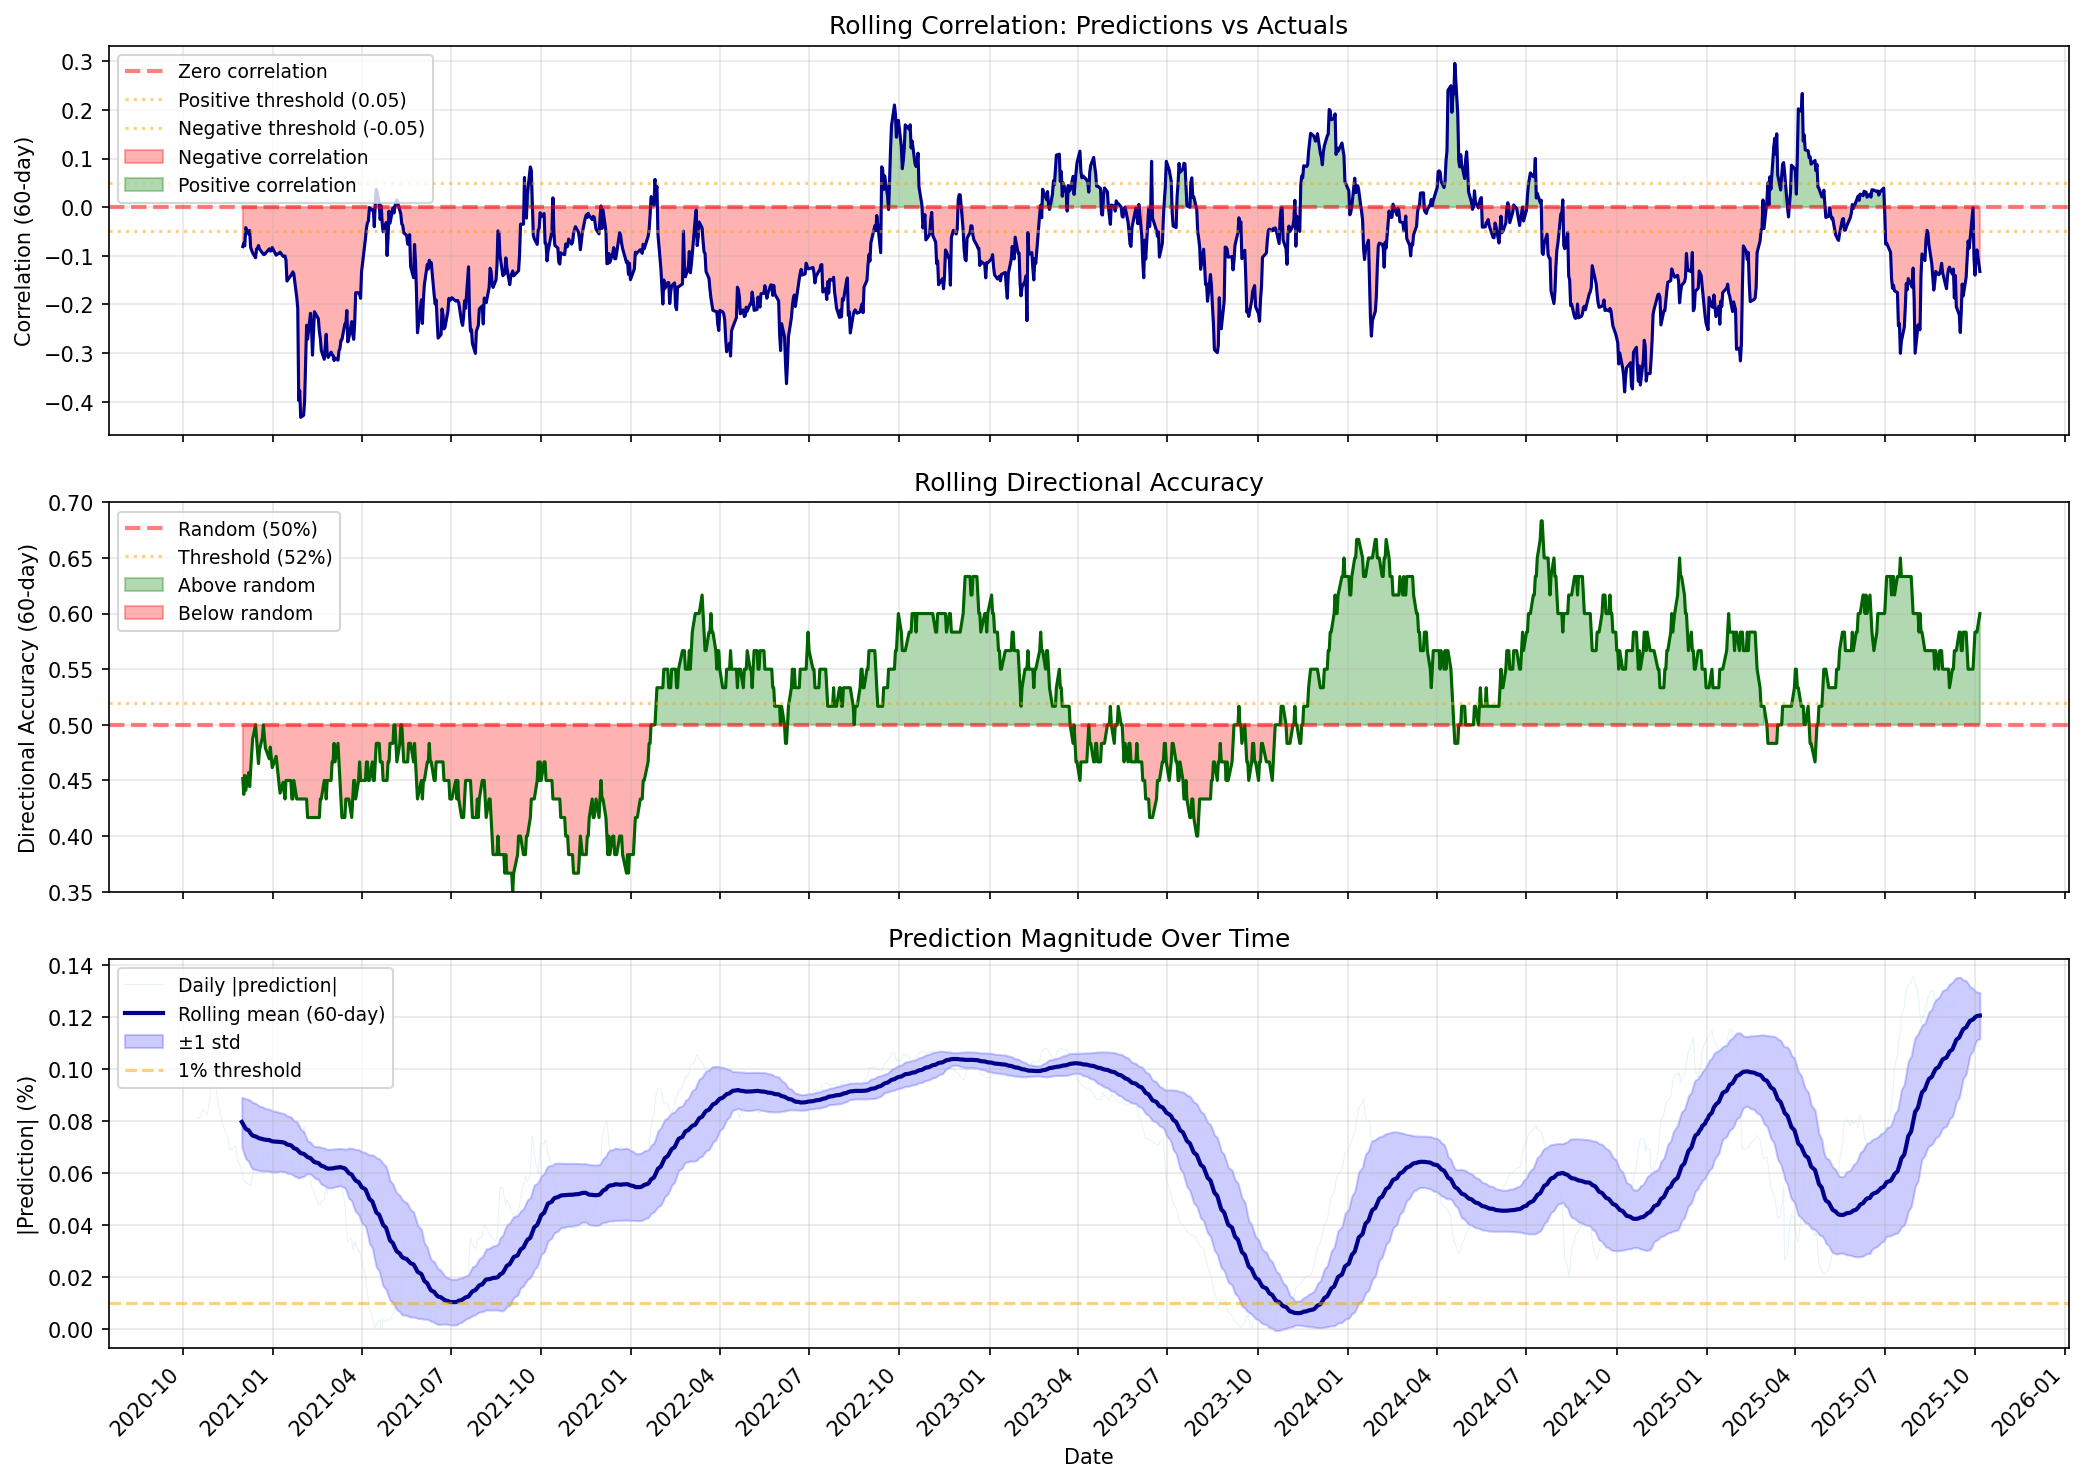 Rolling Correlation: Predictions vs Actuals
Correlation (60-day)
0.3
0.2
0.1
0.0
−0.1
−0.2
−0.3
−0.4
Zero correlation
Positive threshold (0.05)
Negative threshold (-0.05)
Negative correlation
Positive correlation
Rolling Directional Accuracy
Directional Accuracy (60-day)
0.70
0.65
0.60
0.55
0.50
0.45
0.40
0.35
Random (50%)
Threshold (52%)
Above random
Below random
Prediction Magnitude Over Time
|Prediction| (%)
0.14
0.12
0.10
0.08
0.06
0.04
0.02
0.00
Daily |prediction|
Rolling mean (60-day)
±1 std
1% threshold
2020-10
2021-01
2021-04
2021-07
2021-10
2022-01
2022-04
2022-07
2022-10
2023-01
2023-04
2023-07
2023-10
2024-01
2024-04
2024-07
2024-10
2025-01
2025-04
2025-07
2025-10
2026-01
Date